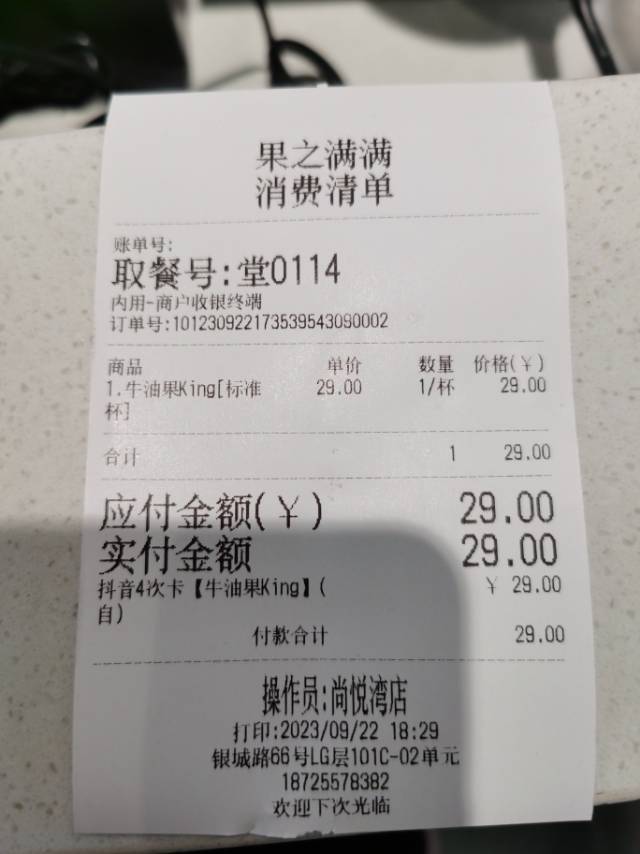 果之满满
消费清单
账单号:
取餐号:堂0114
内用-商户收银终端
订单号:101230922173539543090002
商品 单价 数量 价格(¥)
1.牛油果King[标准 29.00 1/杯 29.00
杯]
合计 1 29.00
应付金额(¥) 29.00
实付金额 29.00
抖音4次卡【牛油果King】( ¥ 29.00
自)
付款合计 29.00
操作员:尚悦湾店
打印:2023/09/22 18:29
银城路66号LG层101C-02单元
18725578382
欢迎下次光临